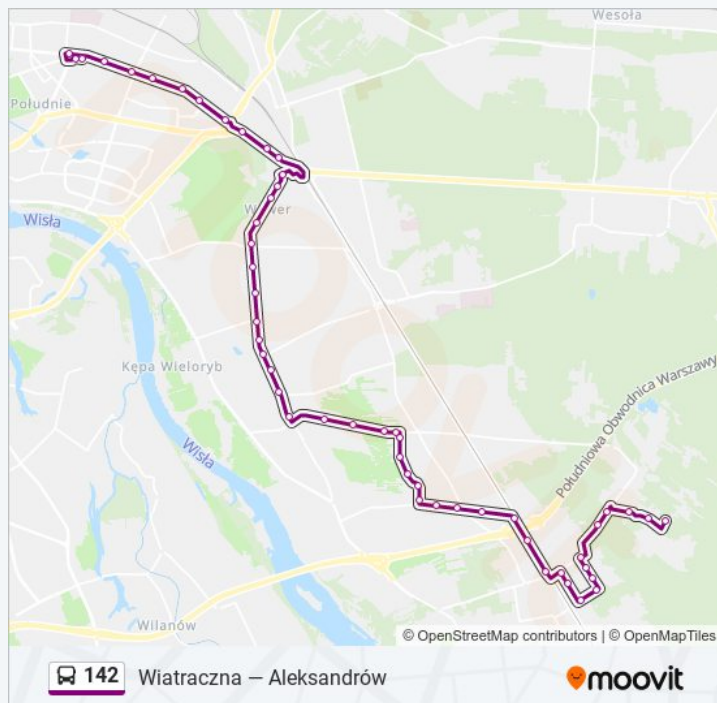 Wesoła
Południe
Wawer
Wisła
Kępa Wieloryb
Południowa Obwodnica Warszawy
Wisła
Wilanów
© OpenStreetMap contributors | © OpenMapTiles
142 Wiatraczna — Aleksandrów
moovit